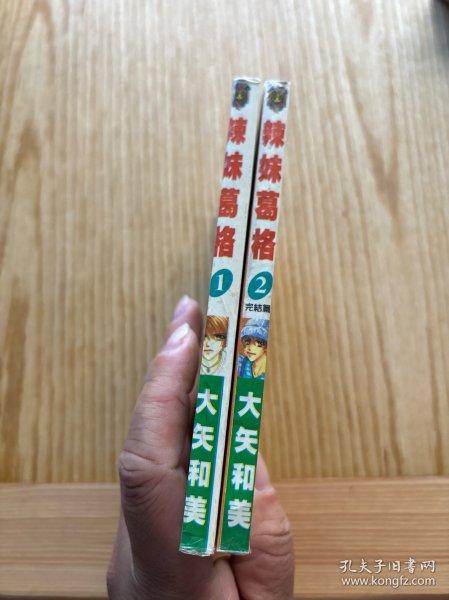 辣妹葛格
1
大矢和美
辣妹葛格
2
完結篇
大矢和美
孔夫子旧书网
www.kongfz.com